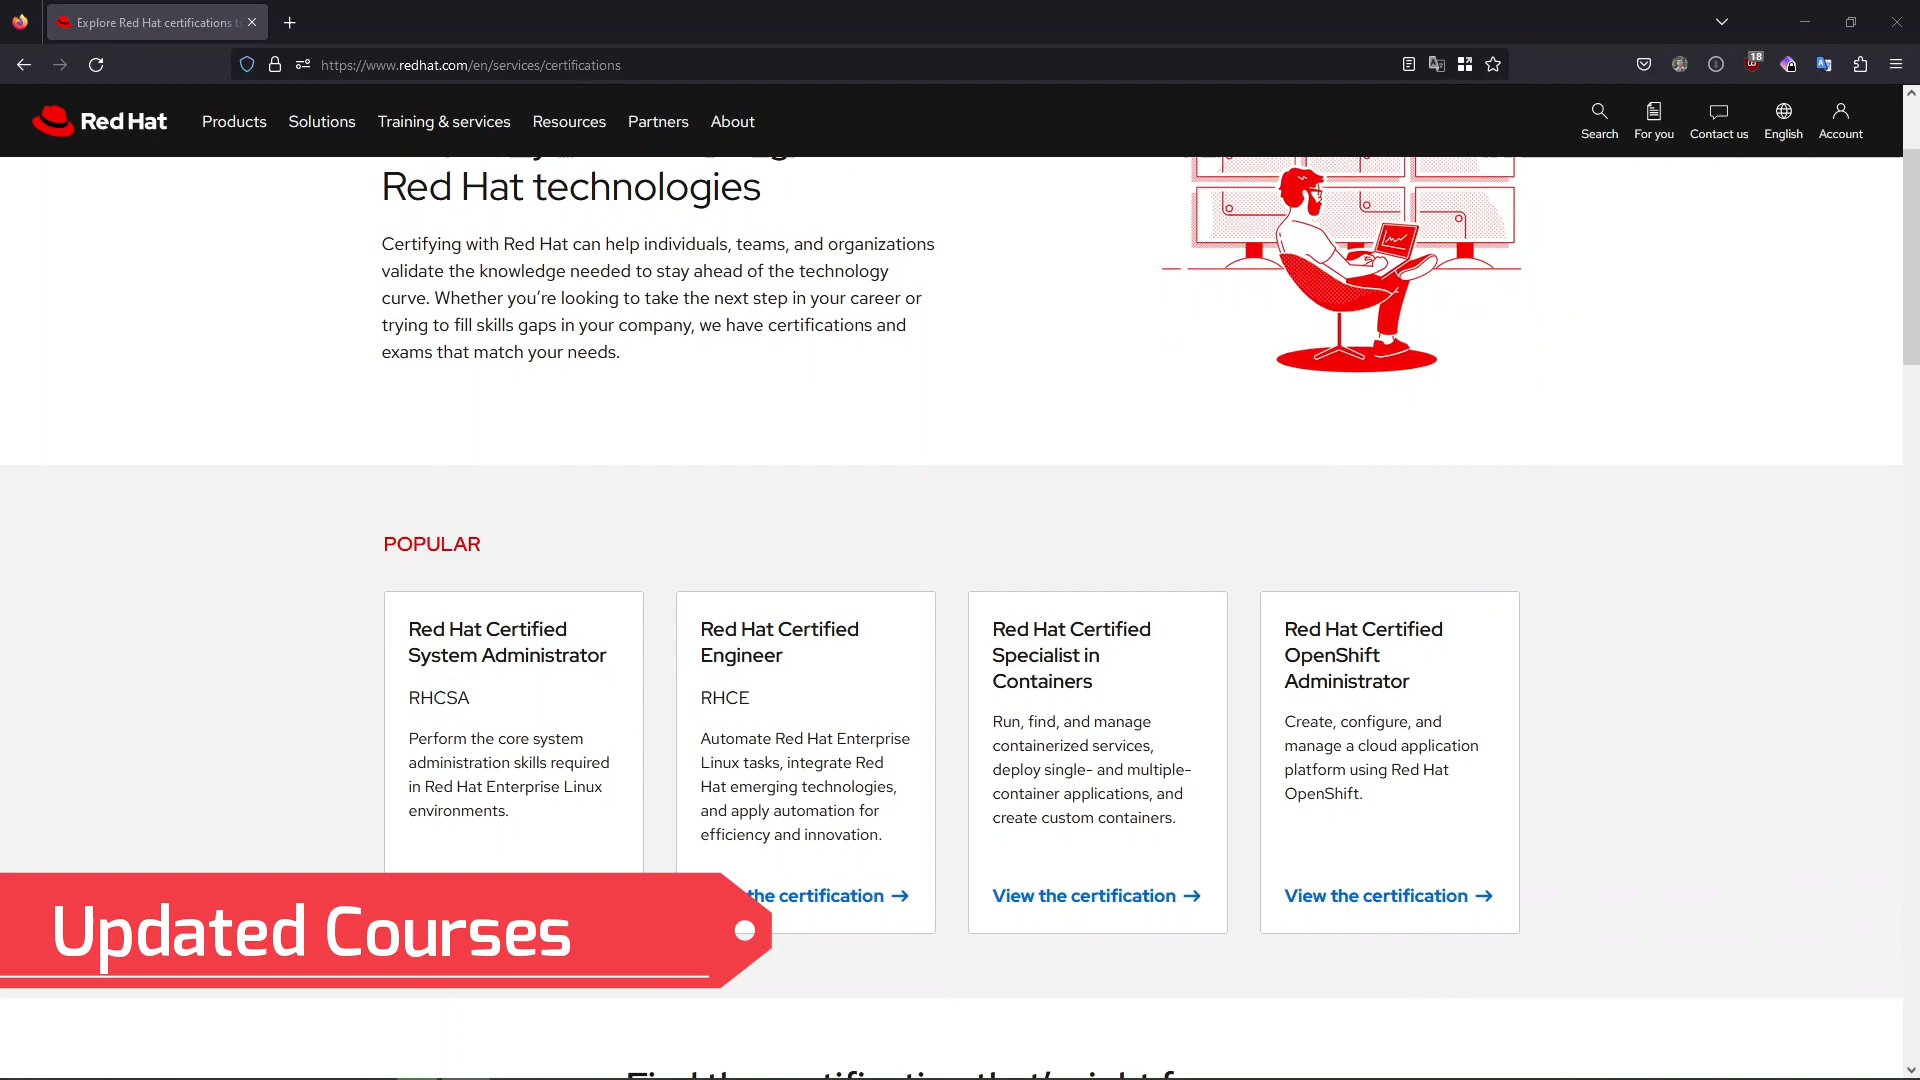 Explore Red Hat certifications t
18
https://www.redhat.com/en/services/certifications
Red Hat
Products Solutions Training & services Resources Partners About
Search For you Contact us English Account
Red Hat technologies
Certifying with Red Hat can help individuals, teams, and organizations
validate the knowledge needed to stay ahead of the technology
curve. Whether you’re looking to take the next step in your career or
trying to fill skills gaps in your company, we have certifications and
exams that match your needs.
POPULAR
Red Hat Certified
System Administrator
RHCSA
Perform the core system
administration skills required
in Red Hat Enterprise Linux
environments.
Red Hat Certified
Engineer
RHCE
Automate Red Hat Enterprise
Linux tasks, integrate Red
Hat emerging technologies,
and apply automation for
efficiency and innovation.
the certification →
Red Hat Certified
Specialist in
Containers
Run, find, and manage
containerized services,
deploy single- and multiple-
container applications, and
create custom containers.
View the certification →
Red Hat Certified
OpenShift
Administrator
Create, configure, and
manage a cloud application
platform using Red Hat
OpenShift.
View the certification →
Updated Courses